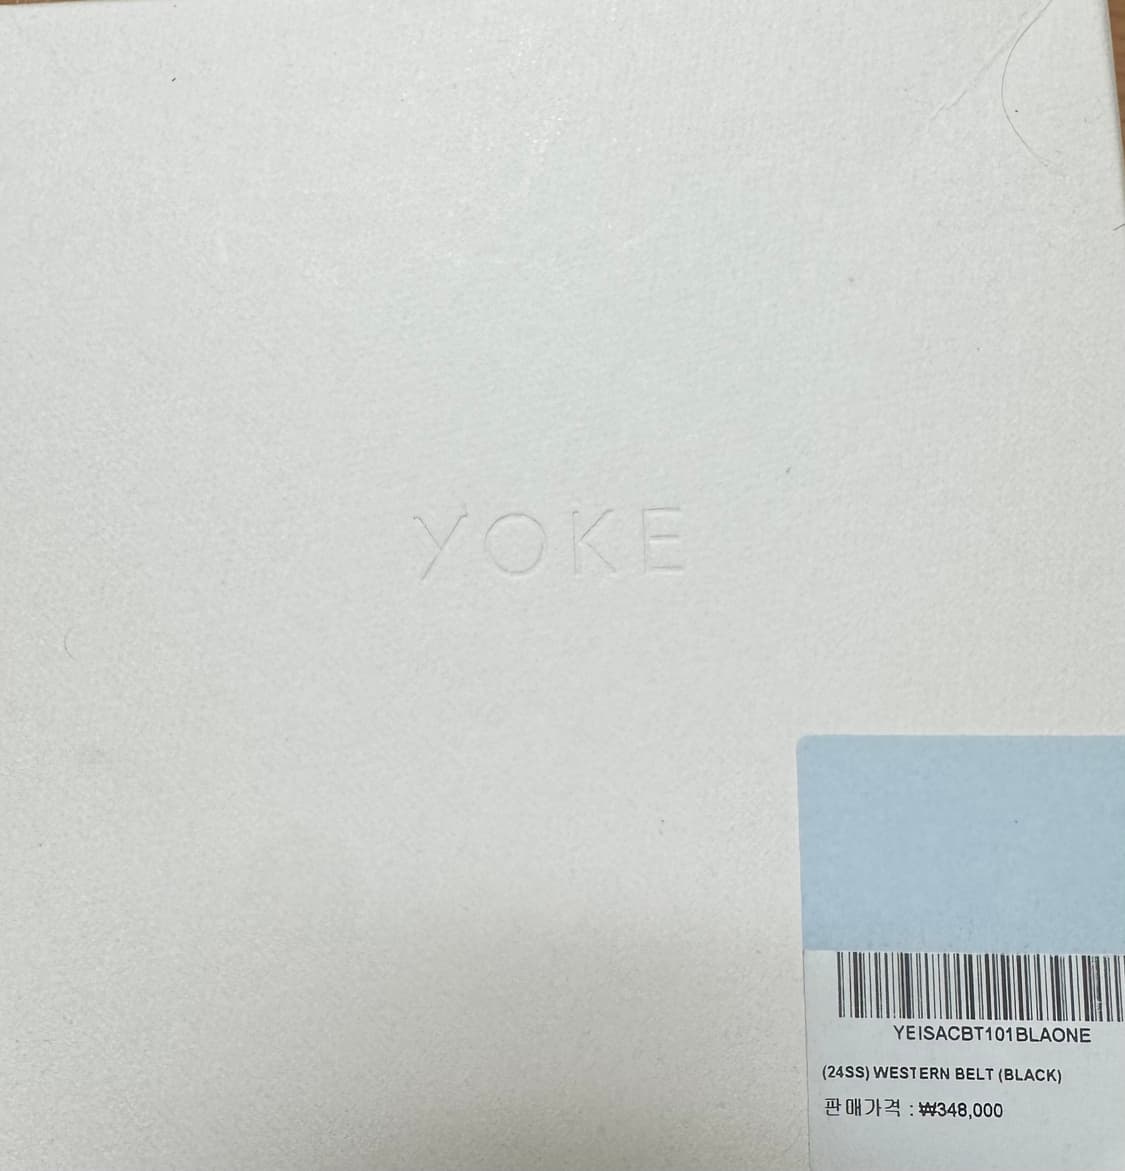 YOKE
YEISACBT101BLAONE
(24SS) WESTERN BELT (BLACK)
판매가격 : ₩348,000